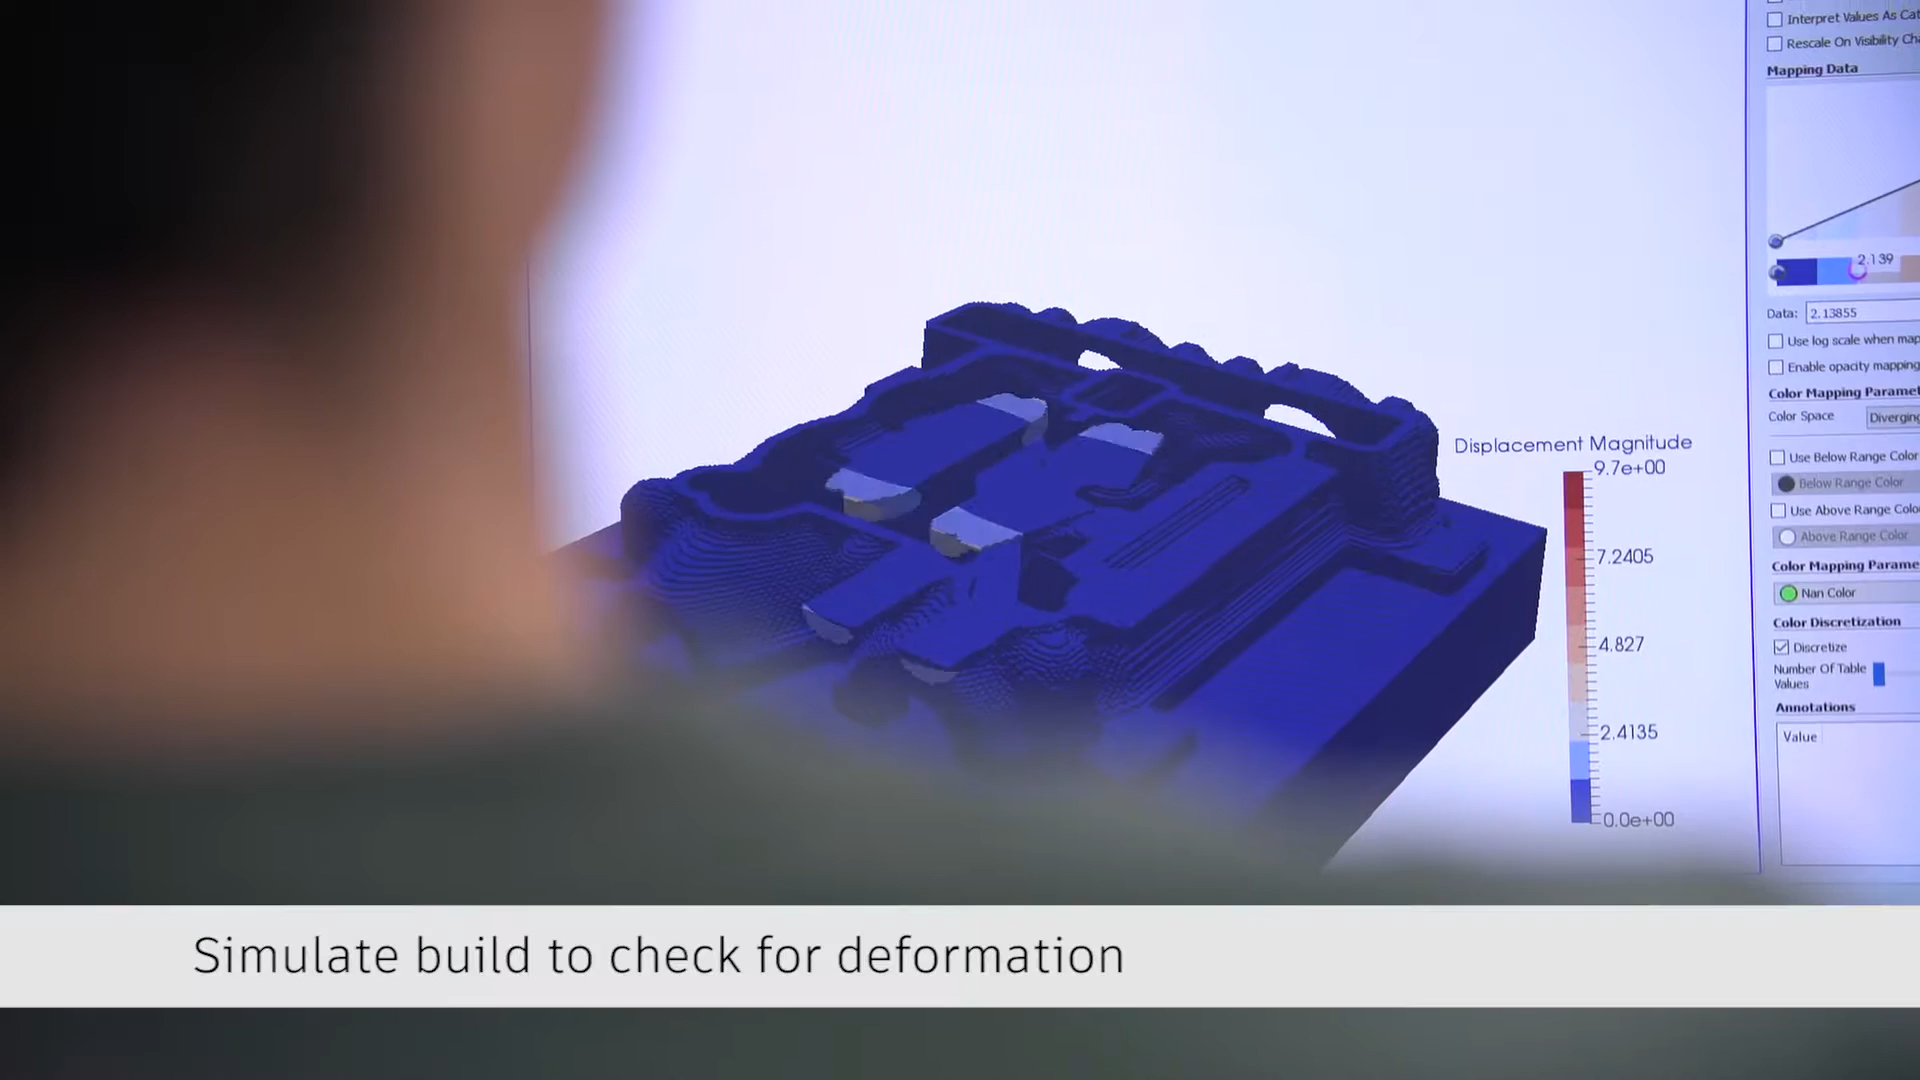 Interpret Values As Cat
Rescale On Visibility Cha
Mapping Data
2.139
Data: 2.13855
Use log scale when map
Enable opacity mapping
Color Mapping Paramet
Color Space Diverging
Use Below Range Color
Below Range Color
Use Above Range Colo
Above Range Color
Color Mapping Parame
Nan Color
Color Discretization
Discretize
Number Of Table
Values
Annotations
Value
Displacement Magnitude
9.7e+00
7.2405
4.827
2.4135
0.0e+00
Simulate build to check for deformation